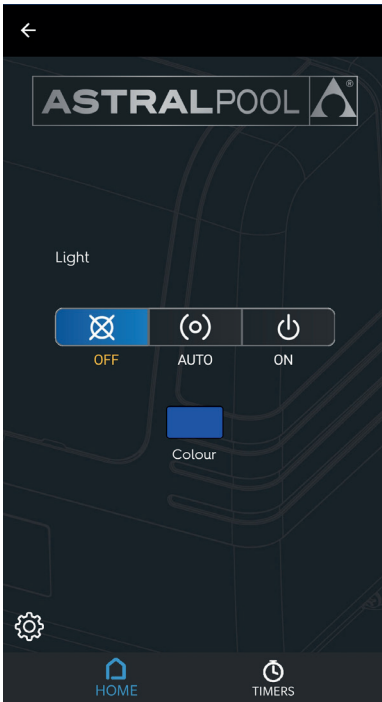 ASTRALPOOL ®
Light
OFF AUTO ON
Colour
HOME TIMERS